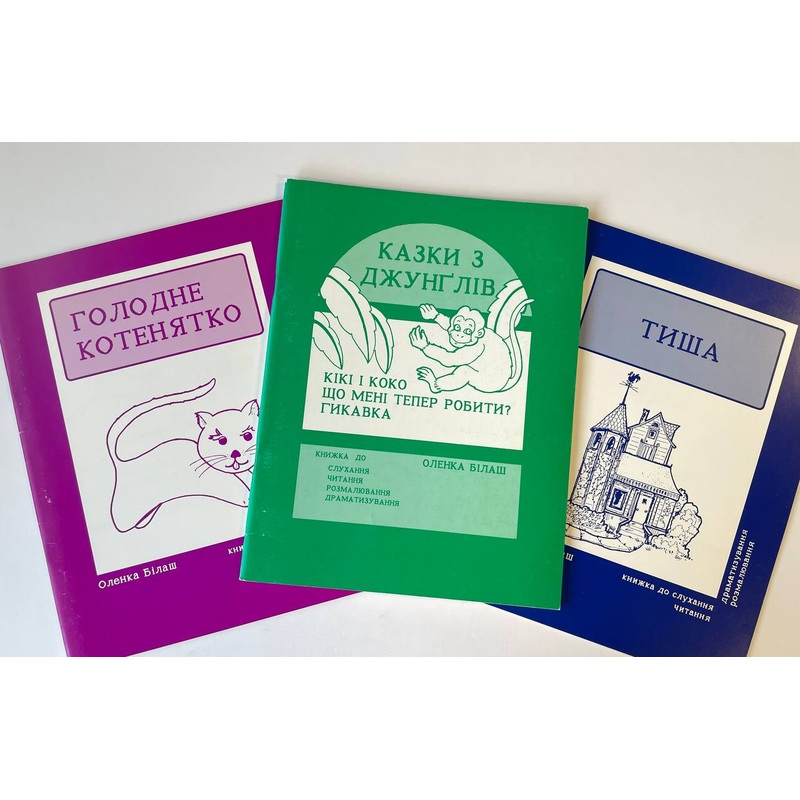 ГОЛОДНЕ
КОТЕНЯТКО
Оленка Білаш
КАЗКИ З
ДЖУНҐЛІВ
КІКІ І КОКО
ЩО МЕНІ ТЕПЕР РОБИТИ?
ГИКАВКА
КНИЖКА ДО
СЛУХАННЯ
ЧИТАННЯ
РОЗМАЛЮВАННЯ
ДРАМАТИЗУВАННЯ
ОЛЕНКА БІЛАШ
ТИША
книжка до слухання
читання
драматизування
розмалювання